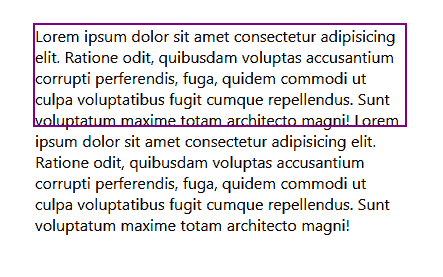 Lorem ipsum dolor sit amet consectetur adipisicing
elit. Ratione odit, quibusdam voluptas accusantium
corrupti perferendis, fuga, quidem commodi ut
culpa voluptatibus fugit cumque repellendus. Sunt
voluptatum maxime totam architecto magni! Lorem
ipsum dolor sit amet consectetur adipisicing elit.
Ratione odit, quibusdam voluptas accusantium
corrupti perferendis, fuga, quidem commodi ut
culpa voluptatibus fugit cumque repellendus. Sunt
voluptatum maxime totam architecto magni!